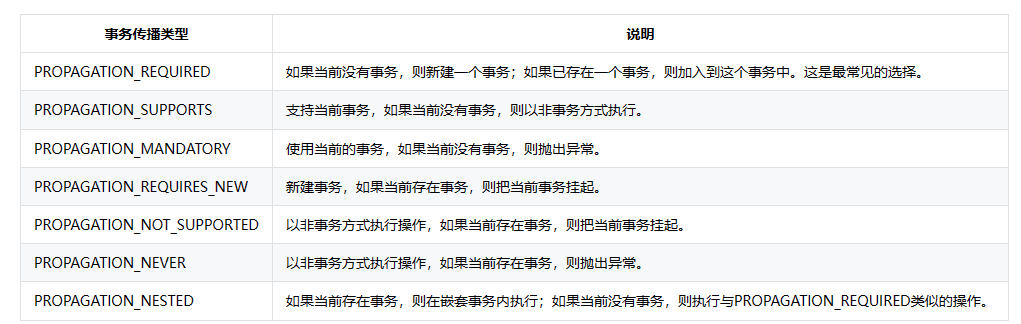 事务传播类型 说明
PROPAGATION_REQUIRED 如果当前没有事务，则新建一个事务；如果已存在一个事务，则加入到这个事务中。这是最常见的选择。
PROPAGATION_SUPPORTS 支持当前事务，如果当前没有事务，则以非事务方式执行。
PROPAGATION_MANDATORY 使用当前的事务，如果当前没有事务，则抛出异常。
PROPAGATION_REQUIRES_NEW 新建事务，如果当前存在事务，则把当前事务挂起。
PROPAGATION_NOT_SUPPORTED 以非事务方式执行操作，如果当前存在事务，则把当前事务挂起。
PROPAGATION_NEVER 以非事务方式执行操作，如果当前存在事务，则抛出异常。
PROPAGATION_NESTED 如果当前存在事务，则在嵌套事务内执行；如果当前没有事务，则执行与PROPAGATION_REQUIRED类似的操作。